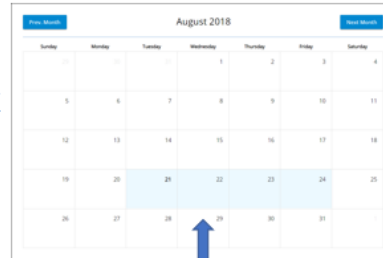 Prev. Month August 2018 Next Month
Sunday Monday Tuesday Wednesday Thursday Friday Saturday
1 2 3 4
5 6 7 8 9 10 11
12 13 14 15 16 17 18
19 20 21 22 23 24 25
26 27 28 29 30 31